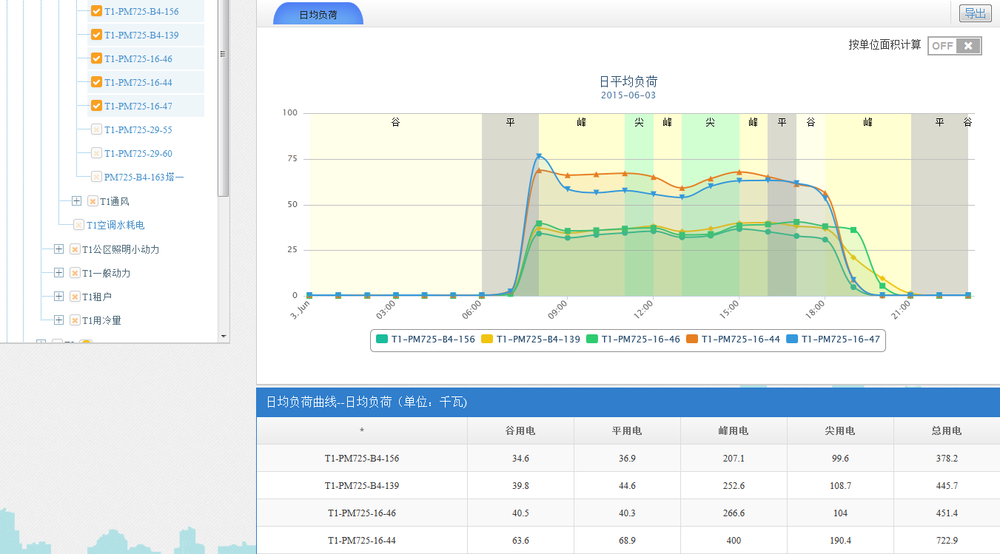 T1-PM725-B4-156
T1-PM725-B4-139
T1-PM725-16-46
T1-PM725-16-44
T1-PM725-16-47
T1-PM725-29-55
T1-PM725-29-60
PM725-B4-163塔一
T1通风
T1空调水耗电
T1公区照明小动力
T1一般动力
T1租户
T1用冷量
日均负荷
导出
按单位面积计算 OFF
日平均负荷
2015-06-03
谷 平 峰 尖 峰 尖 峰 平 谷 峰 平 谷
100
75
50
25
0
3. Jun 03:00 06:00 09:00 12:00 15:00 18:00 21:00
T1-PM725-B4-156 T1-PM725-B4-139 T1-PM725-16-46 T1-PM725-16-44 T1-PM725-16-47
日均负荷曲线--日均负荷（单位：千瓦)
* 谷用电 平用电 峰用电 尖用电 总用电
T1-PM725-B4-156 34.6 36.9 207.1 99.6 378.2
T1-PM725-B4-139 39.8 44.6 252.6 108.7 445.7
T1-PM725-16-46 40.5 40.3 266.6 104 451.4
T1-PM725-16-44 63.6 68.9 400 190.4 722.9